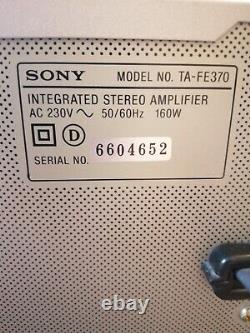 SONY MODEL NO. TA-FE370
INTEGRATED STEREO AMPLIFIER
AC 230V ~ 50/60Hz 160W
D
SERIAL NO. 6604652